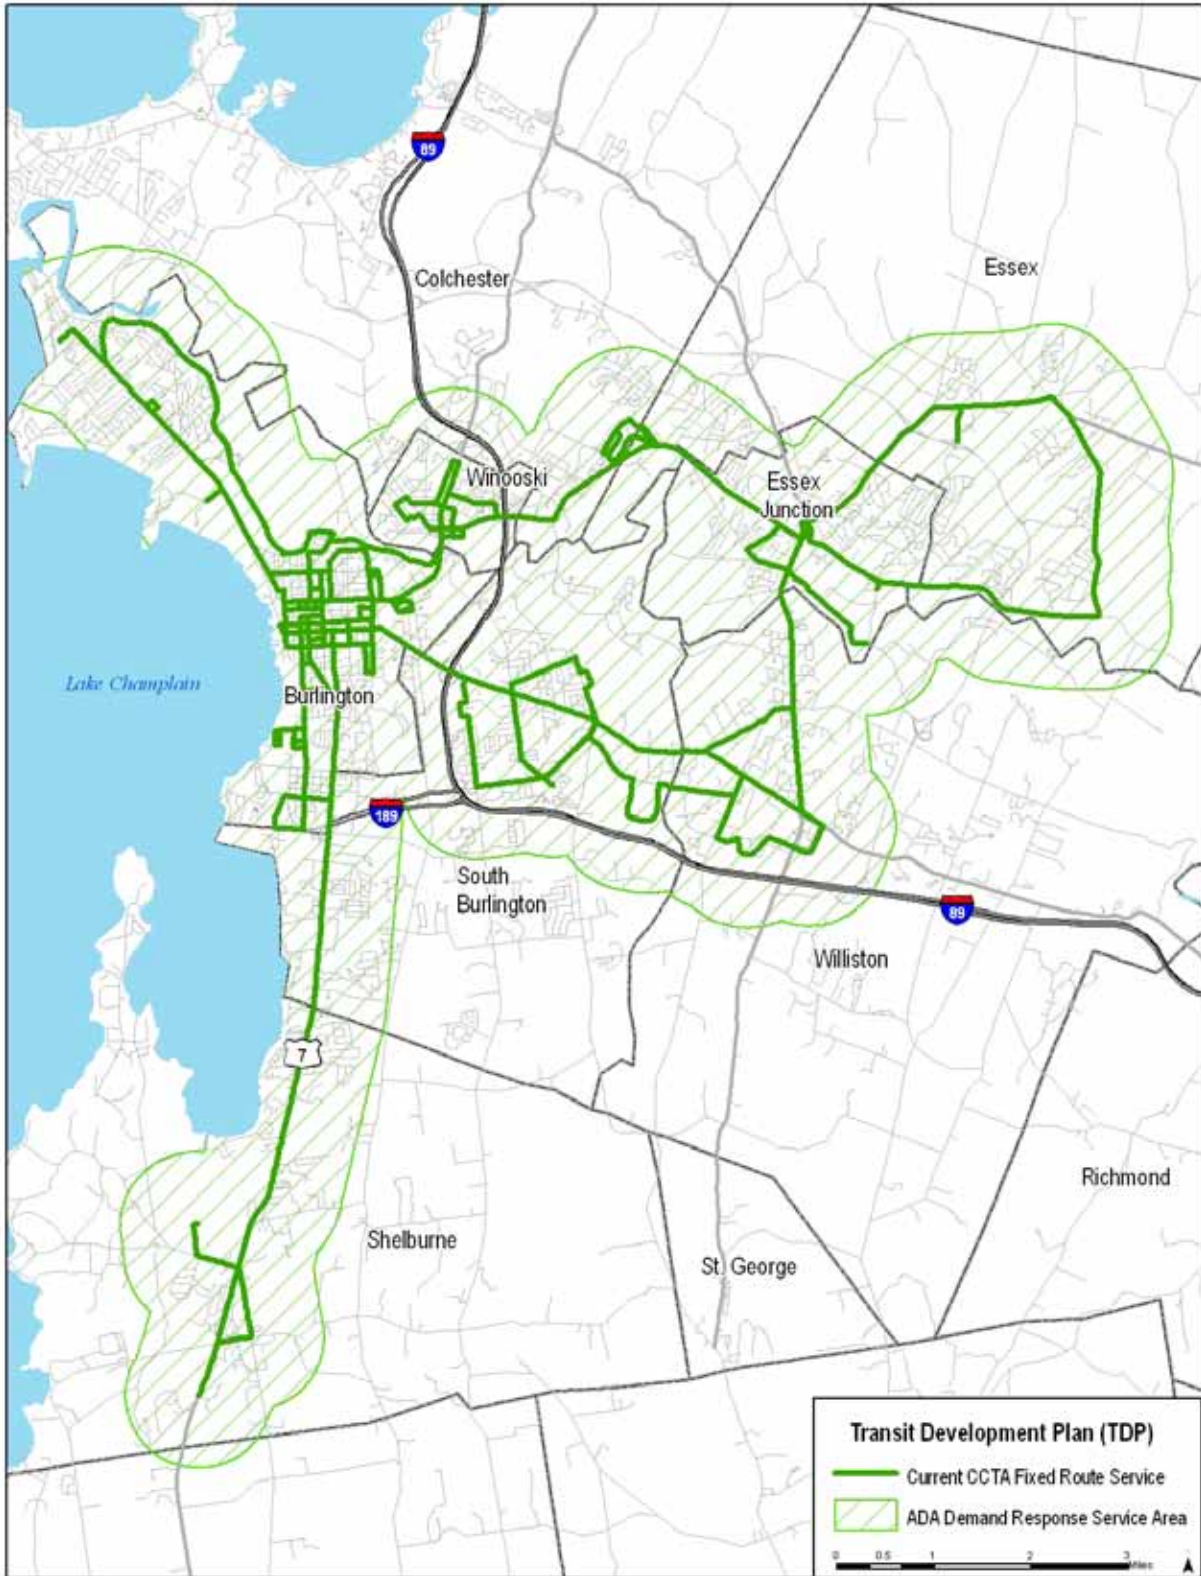 89
Colchester
Essex
Winooski
Essex
Junction
Lake Champlain
Burlington
189
South
Burlington
89
Williston
7
Richmond
Shelburne
St. George
Transit Development Plan (TDP)
Current CCTA Fixed Route Service
ADA Demand Response Service Area
0 0.5 1 2 3
Miles